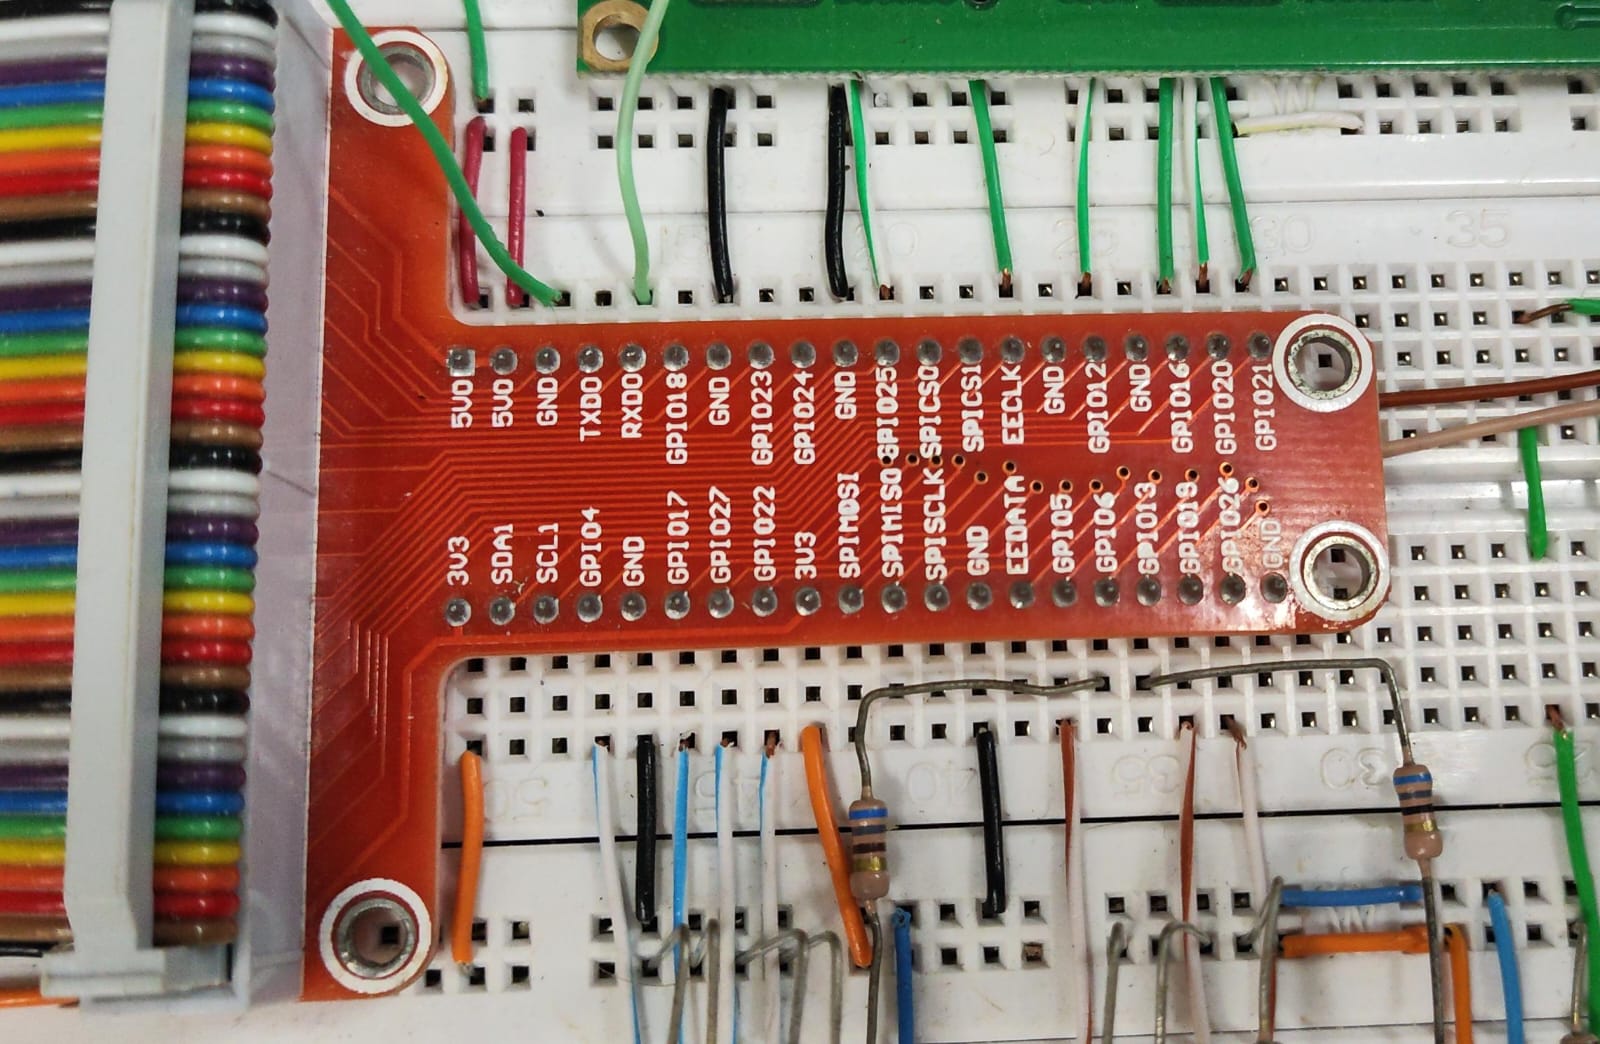 15
20
25
30
35
5V0
5V0
GND
TXD0
RXD0
GPIO18
GND
GPIO23
GPIO24
GND
GPIO25
SPICS0
SPICS1
EECLK
GND
GPIO12
GND
GPIO16
GPIO20
GPIO21
3V3
SDA1
SCL1
GPIO4
GND
GPIO17
GPIO27
GPIO22
3V3
SPIMOSI
SPIMISO
SPISCLK
GND
EEDATA
GPIO5
GPIO6
GPIO13
GPIO19
GPIO26
GND
50
45
40
35
30
25